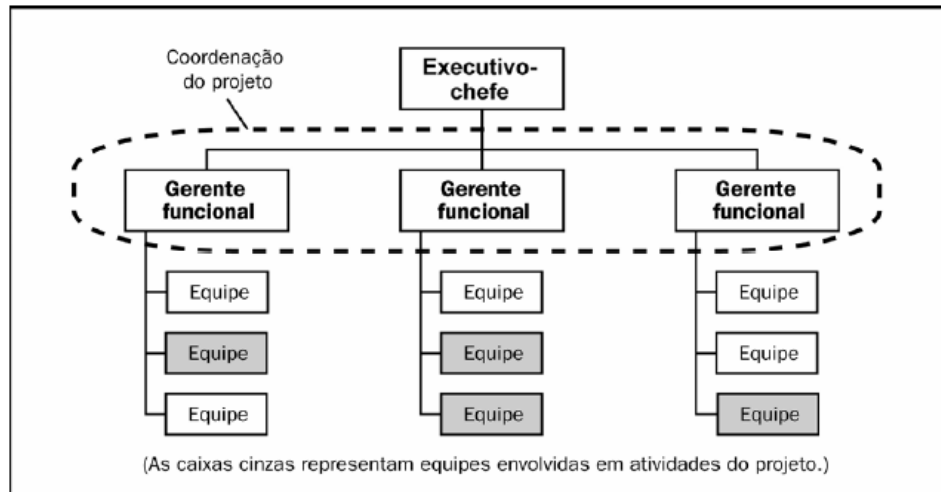 Coordenação
do projeto
Executivo-
chefe
Gerente
funcional
Gerente
funcional
Gerente
funcional
Equipe
Equipe
Equipe
Equipe
Equipe
Equipe
Equipe
Equipe
Equipe
(As caixas cinzas representam equipes envolvidas em atividades do projeto.)